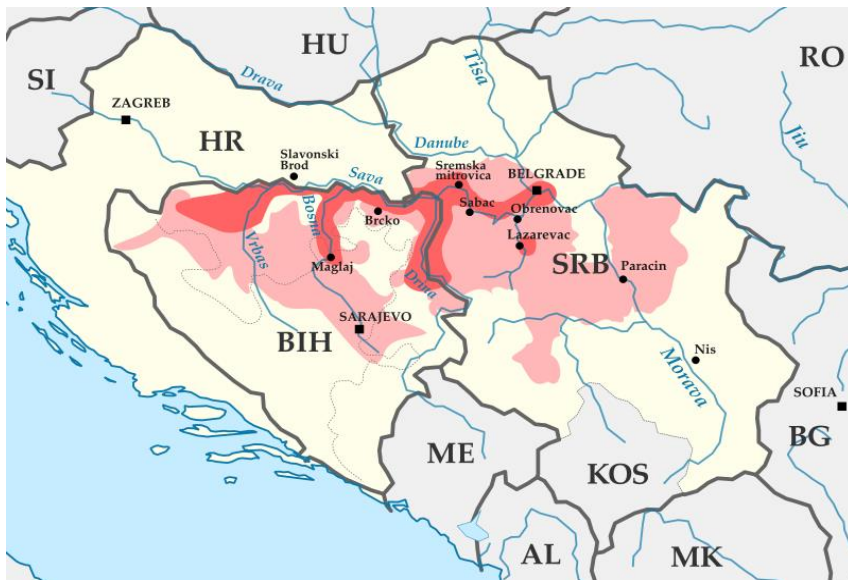 HU
RO
SI
Drava
Tisa
ZAGREB
Jiu
HR
Danube
Slavonski
Brod
Sava
Sremska
mitrovica
BELGRADE
Sabac
Obrenovac
Bosna
Brcko
Lazarevac
Vrbas
Maglaj
SRB
Paracin
Drina
SARAJEVO
BIH
Nis
Morava
SOFIA
BG
ME
KOS
AL
MK